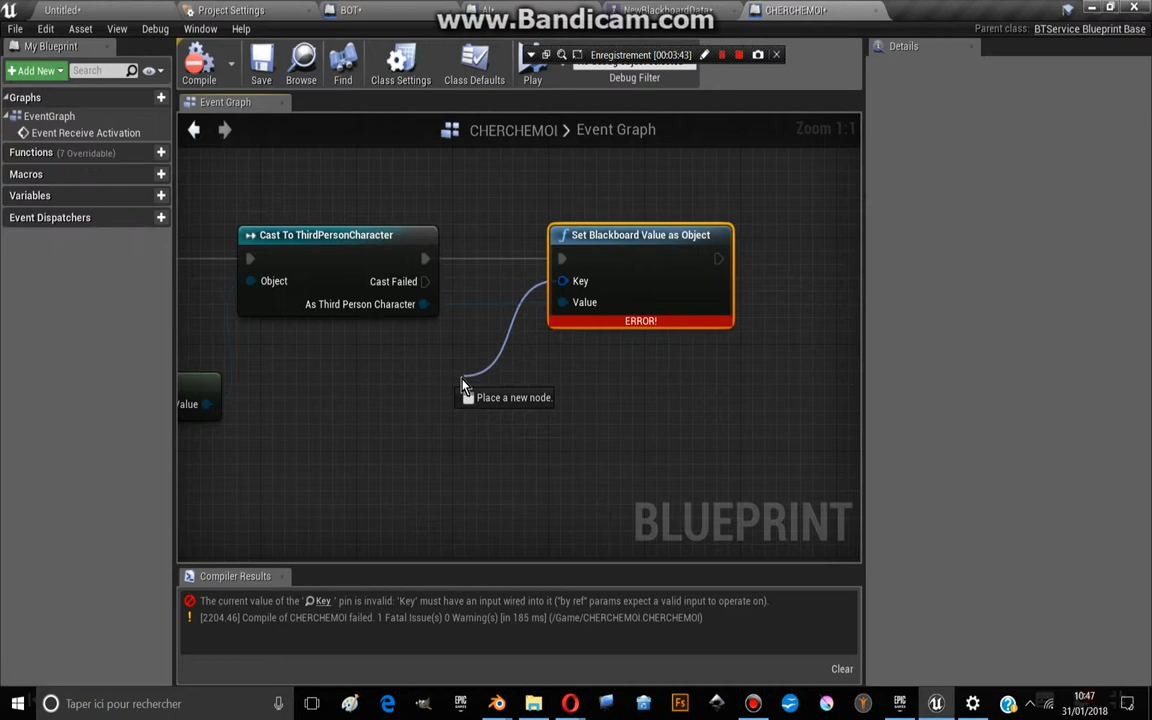 Untitled*
Project Settings
BOT*
AI*
NewBlackboardData*
CHERCHEMOI*
www.Bandicam.com
File Edit Asset View Debug Window Help
Parent class: BTService Blueprint Base
My Blueprint
Enregistrement [00:03:43]
Details
+Add New
Search
Compile
Save
Browse
Find
Class Settings
Class Defaults
Play
Debug Filter
Graphs
EventGraph
Event Receive Activation
Functions (7 Overridable)
Macros
Variables
Event Dispatchers
Event Graph
CHERCHEMOI > Event Graph
Zoom 1:1
Cast To ThirdPersonCharacter
Object
Cast Failed
As Third Person Character
Set Blackboard Value as Object
Key
Value
ERROR!
Place a new node.
Value
BLUEPRINT
Compiler Results
The current value of the ' Key ' pin is invalid: 'Key' must have an input wired into it ("by ref" params expect a valid input to operate on).
[2204.46] Compile of CHERCHEMOI failed. 1 Fatal Issue(s) 0 Warning(s) [in 185 ms] (/Game/CHERCHEMOI.CHERCHEMOI)
Clear
Taper ici pour rechercher
EPIC GAMES
Fs
EPIC GAMES
10:47
31/01/2018